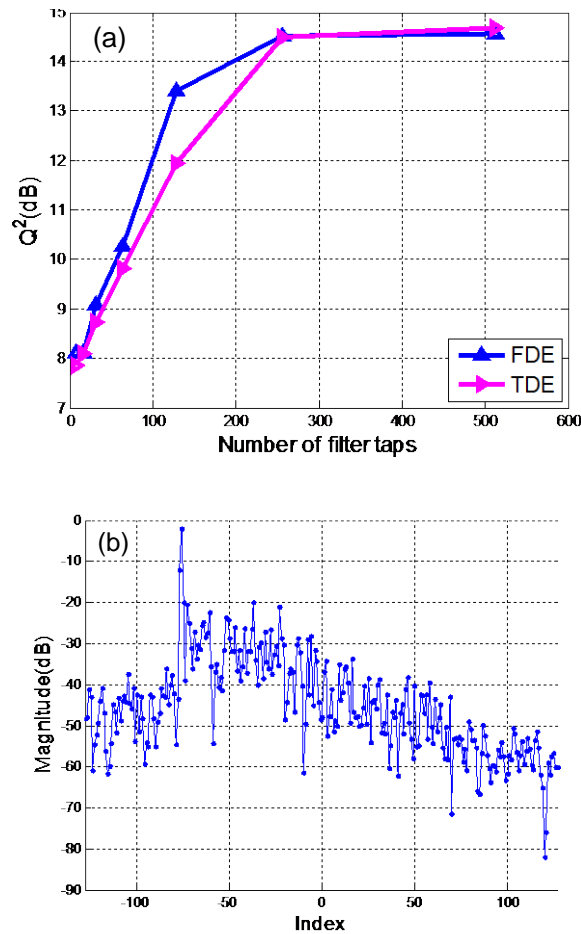 (a)
15
14
13
12
11
10
9
8
7
Q²(dB)
0 100 200 300 400 500 600
Number of filter taps
FDE
TDE
(b)
0
-10
-20
-30
-40
-50
-60
-70
-80
-90
Magnitude(dB)
-100 -50 0 50 100
Index